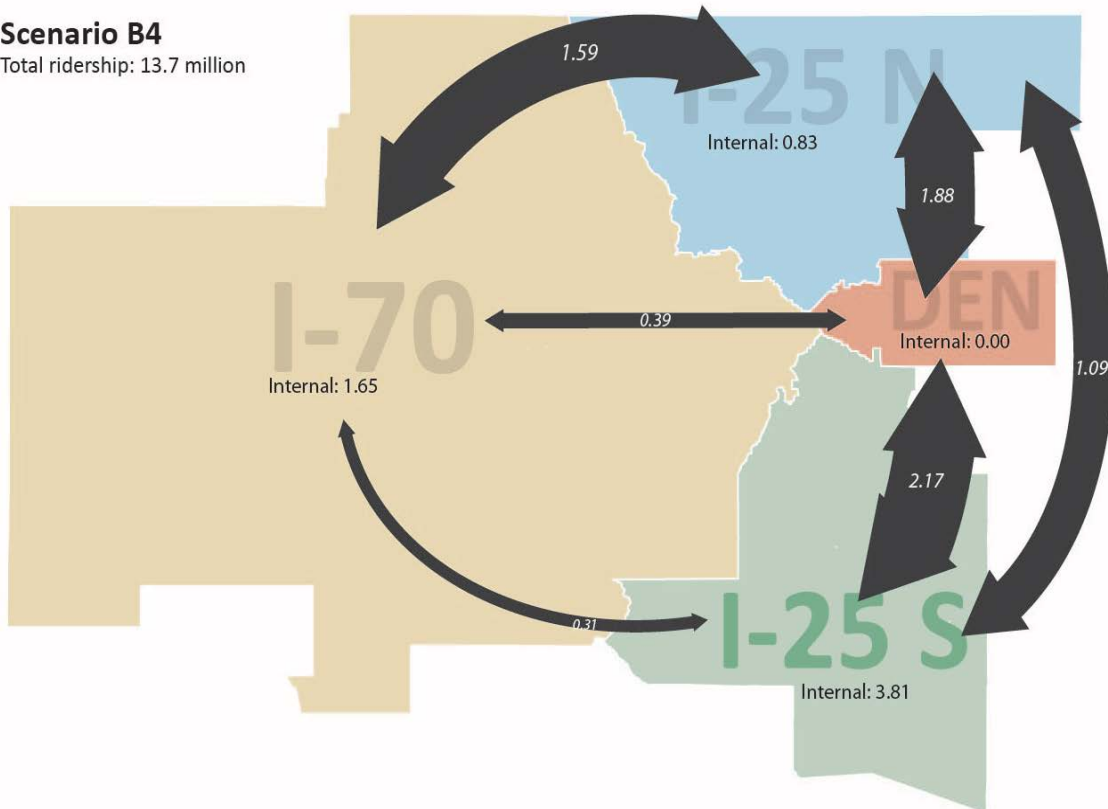 Scenario B4
Total ridership: 13.7 million
1.59
I-25 N
Internal: 0.83
1.88
I-70
Internal: 1.65
0.39
DEN
Internal: 0.00
1.09
2.17
0.31
I-25 S
Internal: 3.81